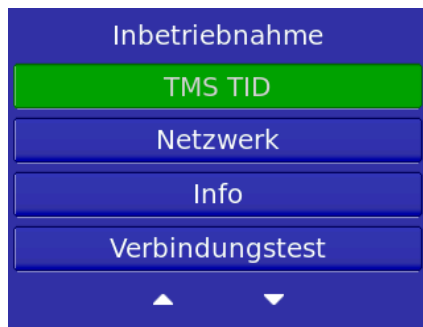 Inbetriebnahme
TMS TID
Netzwerk
Info
Verbindungstest